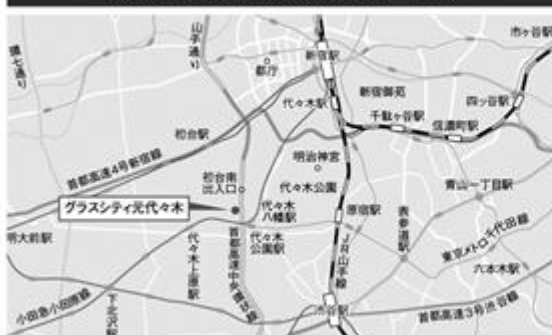 環七通り
山手通り
市ヶ谷駅
新宿駅
都庁
新宿御苑
四ッ谷駅
代々木駅
千駄ヶ谷駅
信濃町駅
初台駅
首都高速4号新宿線
明治神宮
初台南
出入口
代々木公園
青山一丁目駅
グラスシティ元代々木
代々木
八幡駅
原宿駅
表参道駅
明大前駅
代々木
公園駅
代々木上原駅
首都高速中央環状線
JR山手線
東京メトロ千代田線
六本木駅
小田急小田原線
下北沢駅
渋谷駅
首都高速3号渋谷線